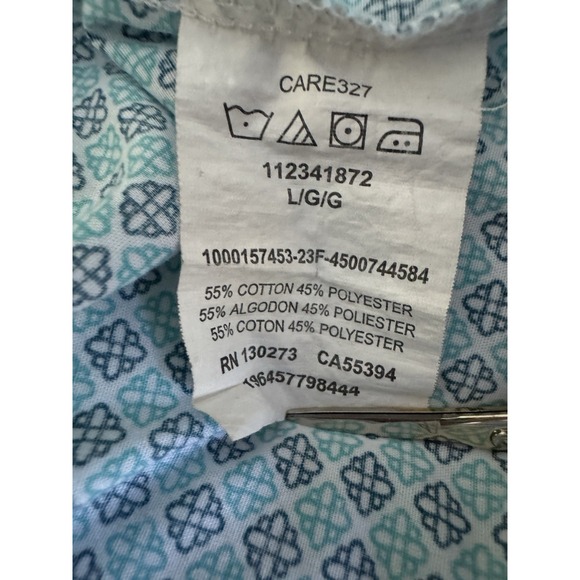 CARE327
112341872
L/G/G
1000157453-23F-4500744584
55% COTTON 45% POLYESTER
55% ALGODON 45% POLIESTER
55% COTON 45% POLYESTER
RN 130273 CA55394
196457798444